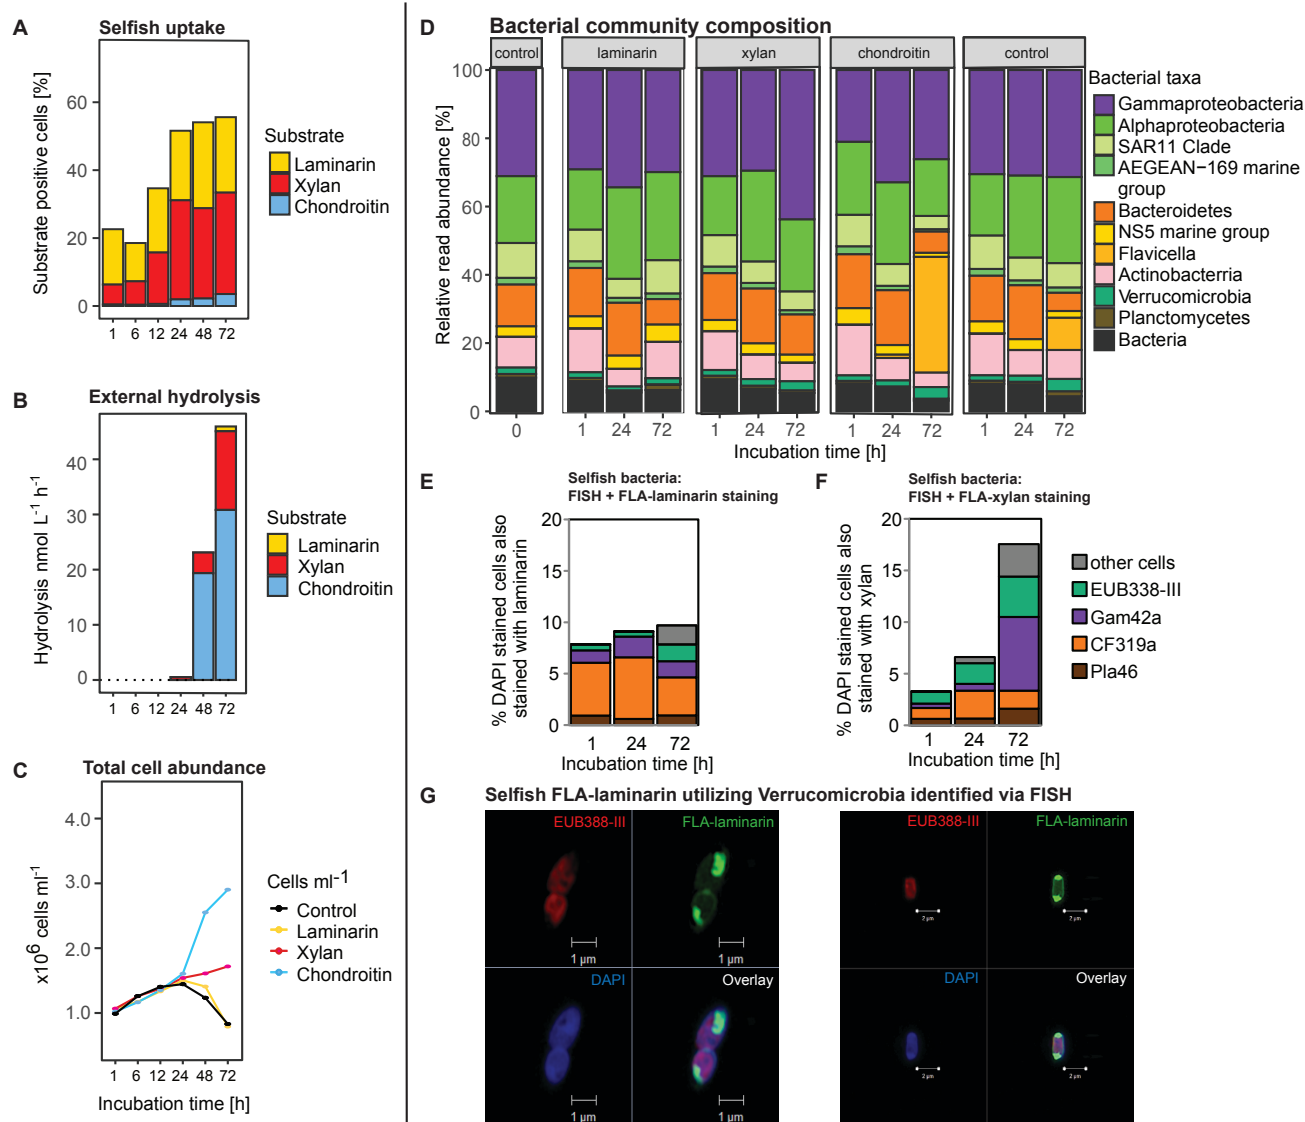 A
Selfish uptake
Substrate positive cells [%]
60
40
20
0
1 6 12 24 48 72
Substrate
Laminarin
Xylan
Chondroitin
B
External hydrolysis
Hydrolysis nmol L-1 h-1
40
30
20
10
0
1 6 12 24 48 72
Substrate
Laminarin
Xylan
Chondroitin
C
Total cell abundance
x106 cells ml-1
4.0
3.0
2.0
1.0
1 6 12 24 48 72
Incubation time [h]
Cells ml-1
Control
Laminarin
Xylan
Chondroitin
D
Bacterial community composition
control laminarin xylan chondroitin control
Relative read abundance [%]
100
80
60
40
20
0
0 1 24 72 1 24 72 1 24 72 1 24 72
Incubation time [h]
Bacterial taxa
Gammaproteobacteria
Alphaproteobacteria
SAR11 Clade
AEGEAN−169 marine
group
Bacteroidetes
NS5 marine group
Flavicella
Actinobacterria
Verrucomicrobia
Planctomycetes
Bacteria
E
Selfish bacteria:
FISH + FLA-laminarin staining
% DAPI stained cells also
stained with laminarin
20
15
10
5
0
1 24 72
Incubation time [h]
F
Selfish bacteria:
FISH + FLA-xylan staining
% DAPI stained cells also
stained with xylan
20
15
10
5
0
1 24 72
Incubation time [h]
other cells
EUB338-III
Gam42a
CF319a
Pla46
G
Selfish FLA-laminarin utilizing Verrucomicrobia identified via FISH
EUB388-III FLA-laminarin
1 µm 1 µm
DAPI Overlay
1 µm 1 µm
EUB388-III FLA-laminarin
2 µm 2 µm
DAPI Overlay
2 µm 2 µm